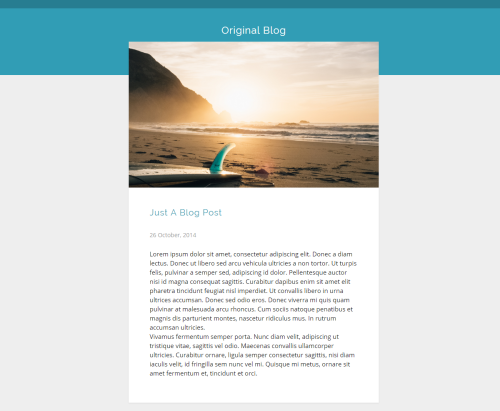 Original Blog
Just A Blog Post
26 October, 2014
Lorem ipsum dolor sit amet, consectetur adipiscing elit. Donec a diam
lectus. Donec ut libero sed arcu vehicula ultricies a non tortor. Ut turpis
felis, pulvinar a semper sed, adipiscing id dolor. Pellentesque auctor
nisi id magna consequat sagittis. Curabitur dapibus enim sit amet elit
pharetra tincidunt feugiat nisl imperdiet. Ut convallis libero in urna
ultrices accumsan. Donec sed odio eros. Donec viverra mi quis quam
pulvinar at malesuada arcu rhoncus. Cum sociis natoque penatibus et
magnis dis parturient montes, nascetur ridiculus mus. In rutrum
accumsan ultricies.
Vivamus fermentum semper porta. Nunc diam velit, adipiscing ut
tristique vitae, sagittis vel odio. Maecenas convallis ullamcorper
ultricies. Curabitur ornare, ligula semper consectetur sagittis, nisi diam
iaculis velit, id fringilla sem nunc vel mi. Quisque mi metus, ornare sit
amet fermentum et, tincidunt et orci.